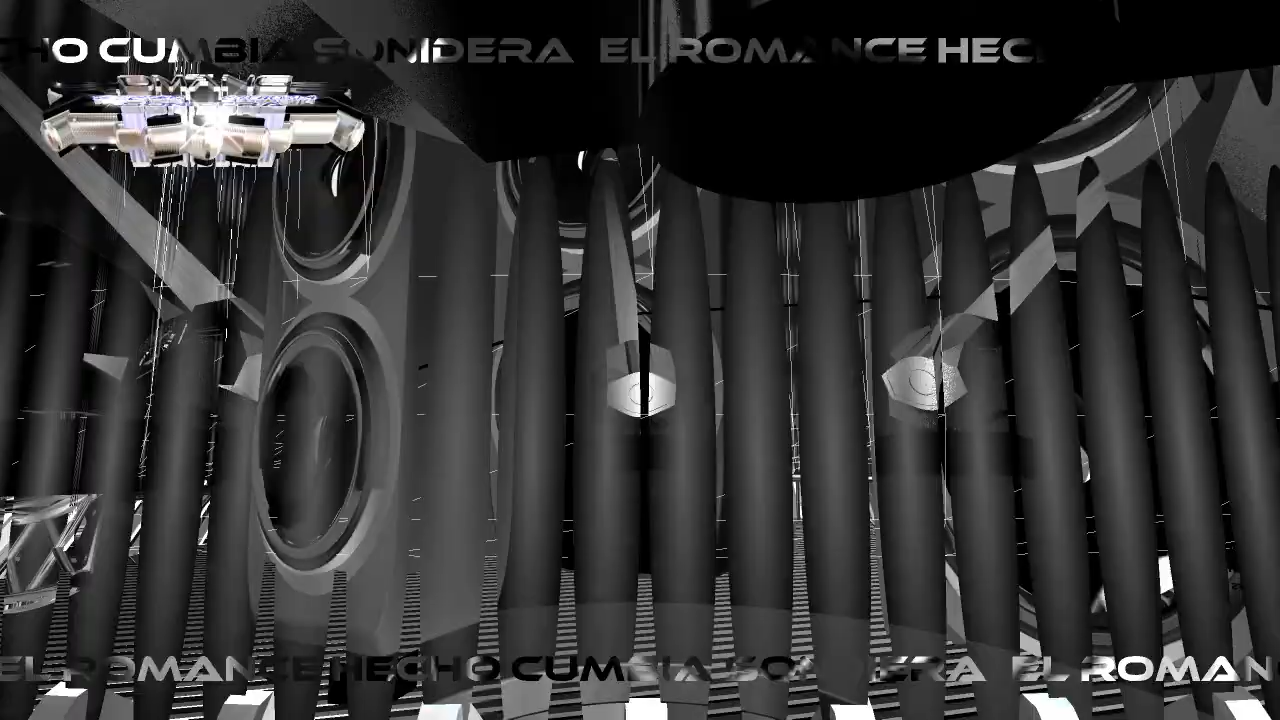 CHO CUMBIA SONIDERA EL ROMANCE HECH
EL ROMANCE HECHO CUMBIA SONIDERA EL ROMAN